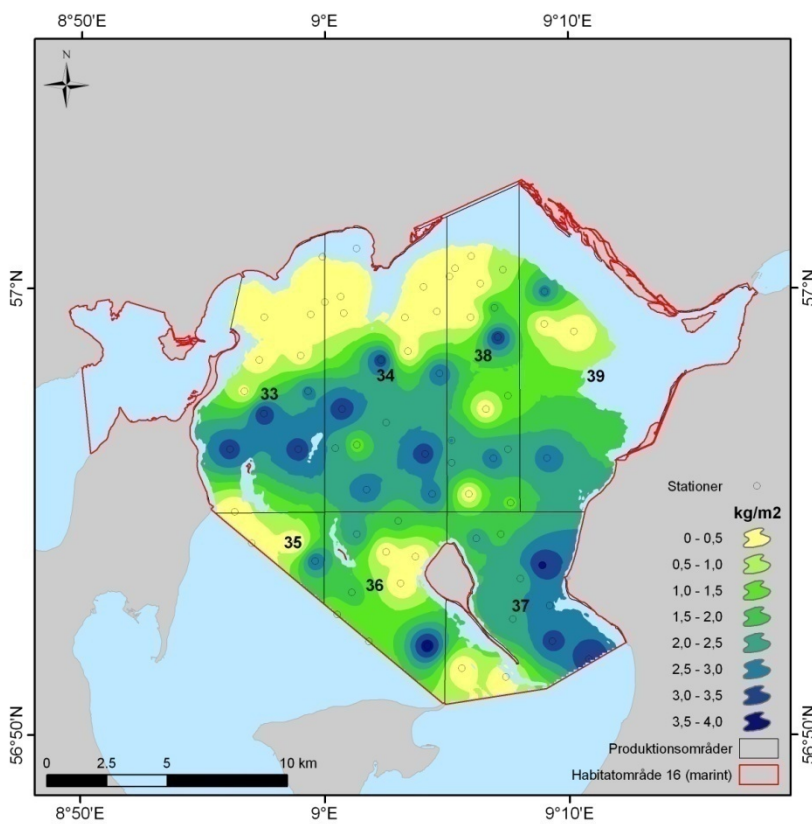 8°50'E 9°E 9°10'E
N
57°N 57°N
38
34
39
33
Stationer
kg/m2
0 - 0,5
35
0,5 - 1,0
36
1,0 - 1,5
37
1,5 - 2,0
2,0 - 2,5
2,5 - 3,0
3,0 - 3,5
3,5 - 4,0
56°50'N 56°50'N
Produktionsområder
0 2.5 5 10 km
Habitatområde 16 (marint)
8°50'E 9°E 9°10'E